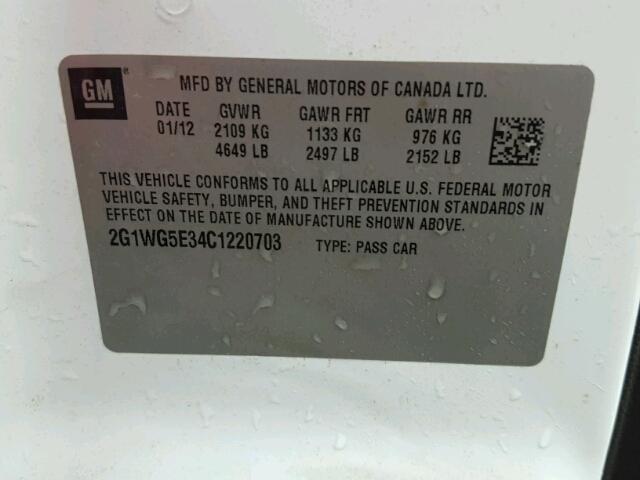 GM® MFD BY GENERAL MOTORS OF CANADA LTD.
DATE GVWR GAWR FRT GAWR RR
01/12 2109 KG 1133 KG 976 KG
4649 LB 2497 LB 2152 LB
THIS VEHICLE CONFORMS TO ALL APPLICABLE U.S. FEDERAL MOTOR
VEHICLE SAFETY, BUMPER, AND THEFT PREVENTION STANDARDS IN
EFFECT ON THE DATE OF MANUFACTURE SHOWN ABOVE.
2G1WG5E34C1220703 TYPE: PASS CAR